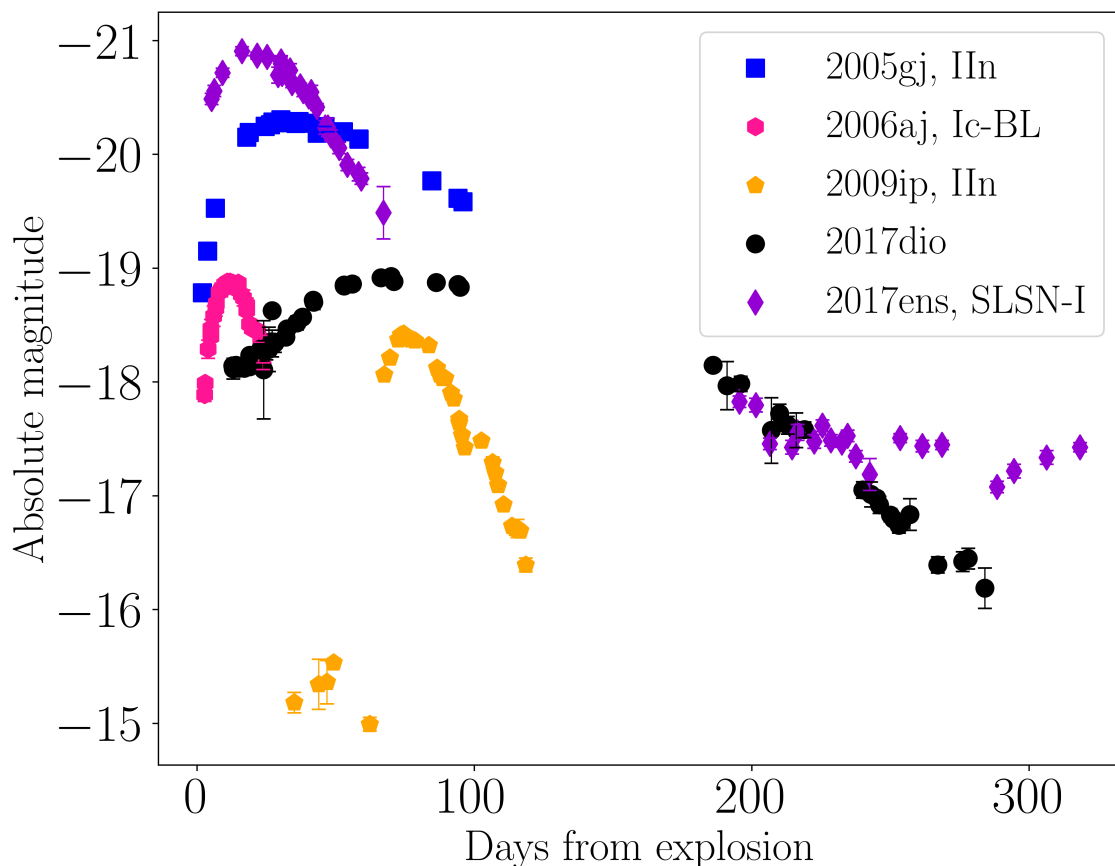 −21
−20
−19
−18
−17
−16
−15
Absolute magnitude
0
100
200
300
Days from explosion
2005gj, IIn
2006aj, Ic-BL
2009ip, IIn
2017dio
2017ens, SLSN-I